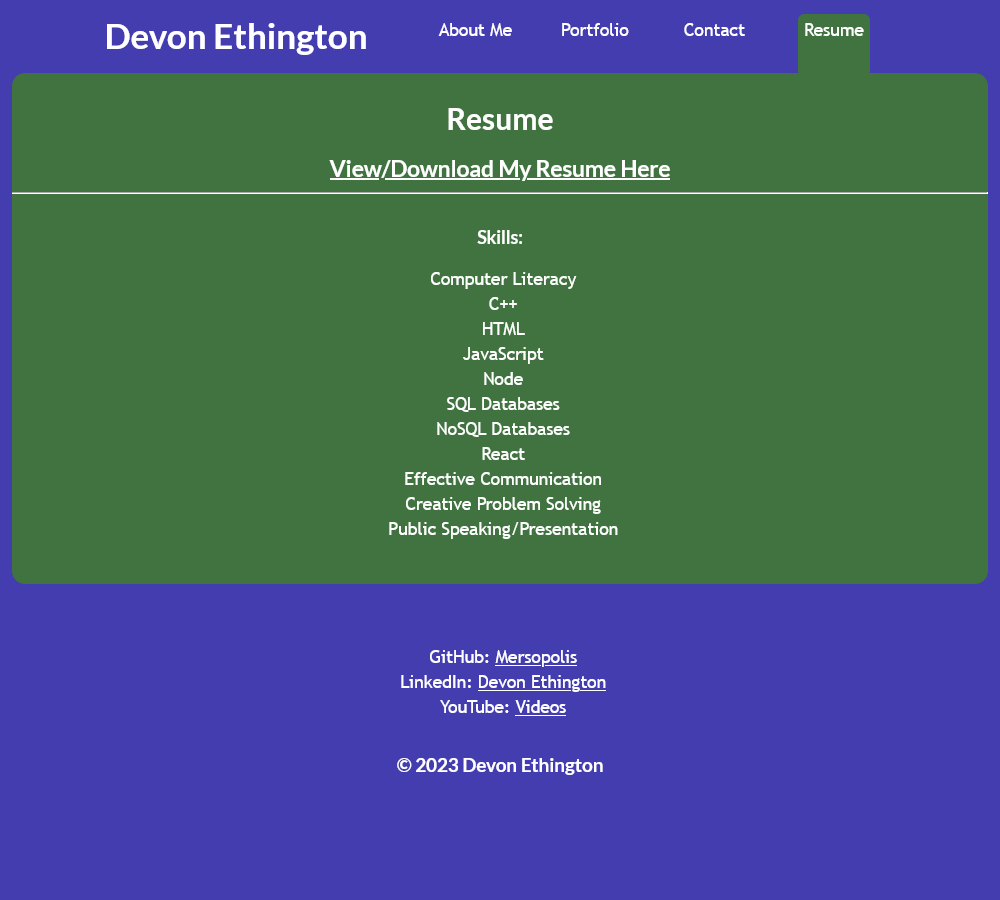 Devon Ethington
About Me Portfolio Contact Resume
Resume
View/Download My Resume Here
Skills:
Computer Literacy
C++
HTML
JavaScript
Node
SQL Databases
NoSQL Databases
React
Effective Communication
Creative Problem Solving
Public Speaking/Presentation
GitHub: Mersopolis
LinkedIn: Devon Ethington
YouTube: Videos
© 2023 Devon Ethington